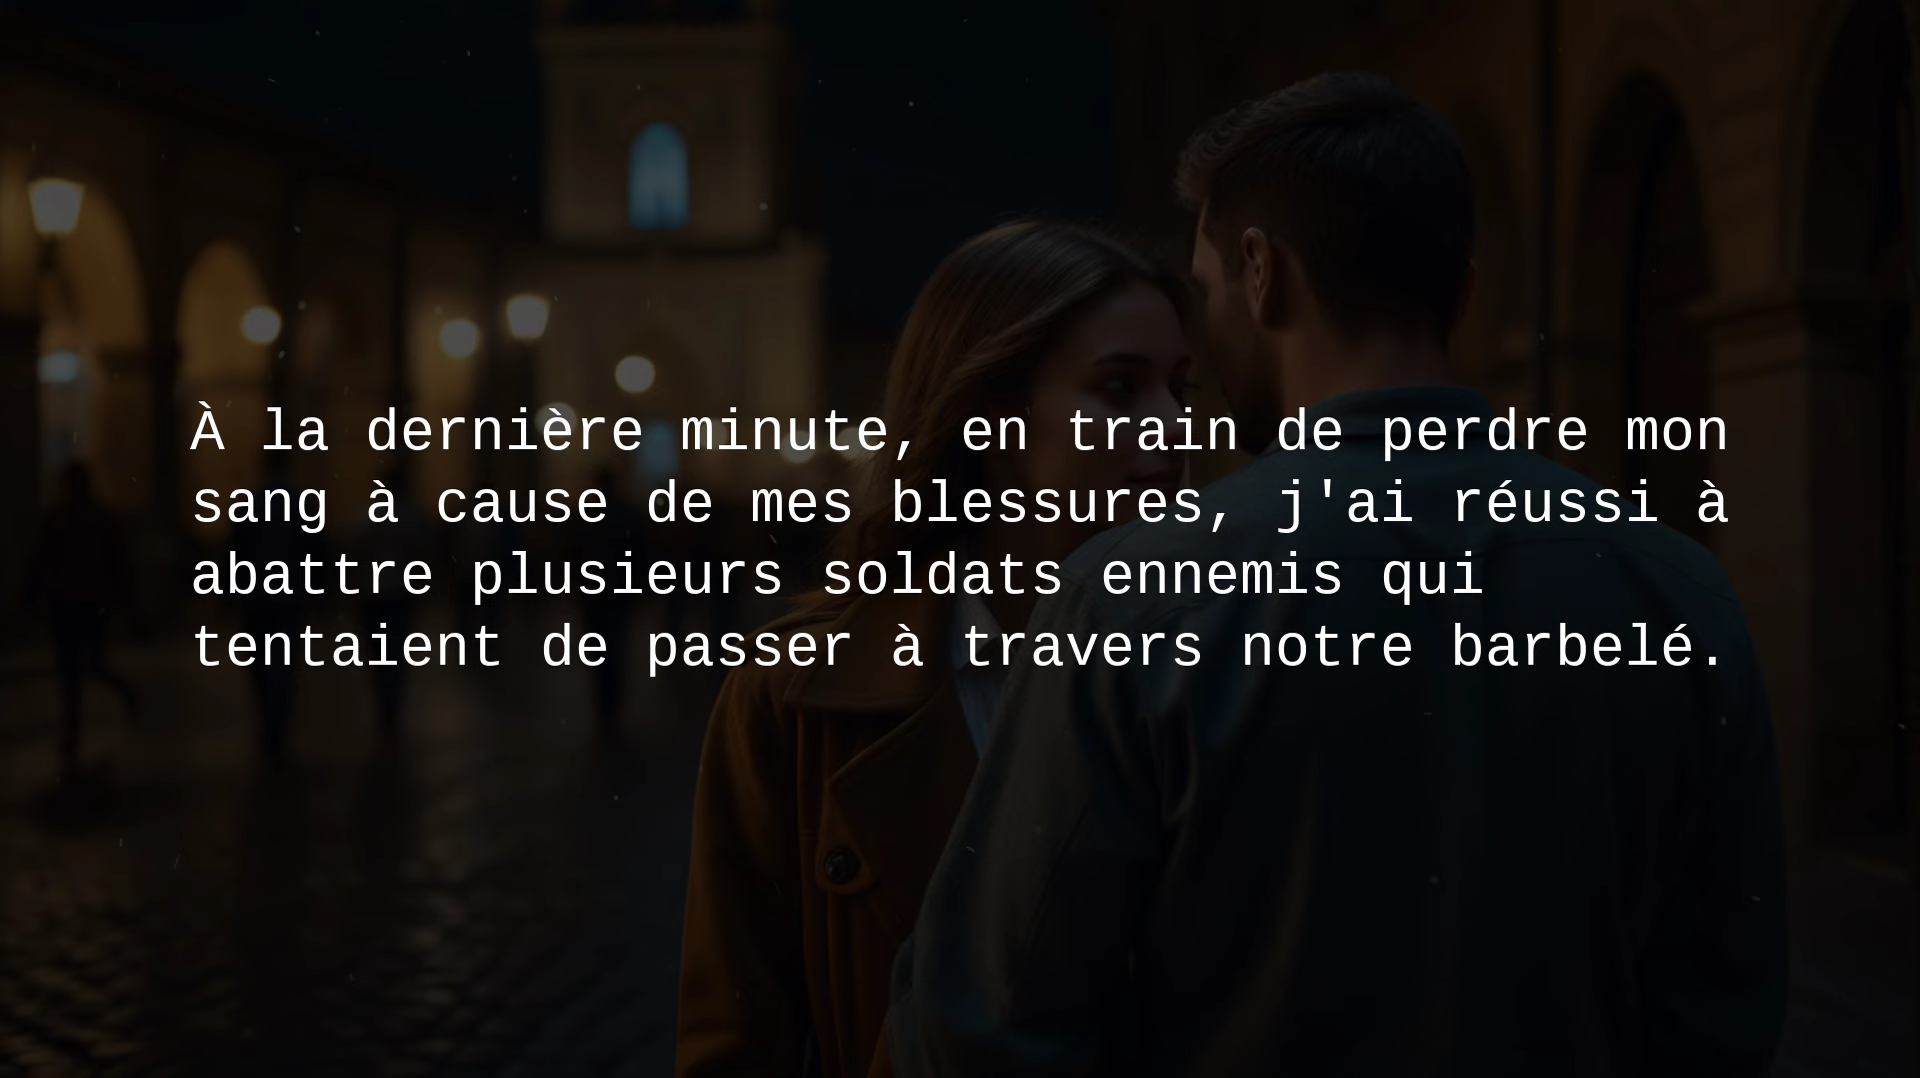 À la dernière minute, en train de perdre mon
sang à cause de mes blessures, j'ai réussi à
abattre plusieurs soldats ennemis qui
tentaient de passer à travers notre barbelé.